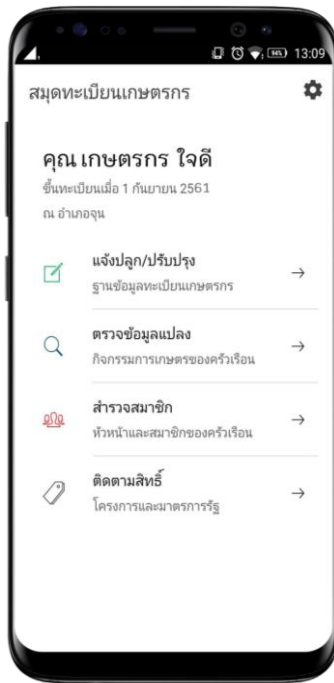 94% 13:09
สมุดทะเบียนเกษตรกร
คุณ เกษตรกร ใจดี
ขึ้นทะเบียนเมื่อ 1 กันยายน 2561
ณ อำเภอจุน
แจ้งปลูก/ปรับปรุง
ฐานข้อมูลทะเบียนเกษตรกร
ตรวจข้อมูลแปลง
กิจกรรมการเกษตรของครัวเรือน
สำรวจสมาชิก
หัวหน้าและสมาชิกของครัวเรือน
ติดตามสิทธิ์
โครงการและมาตรการรัฐ